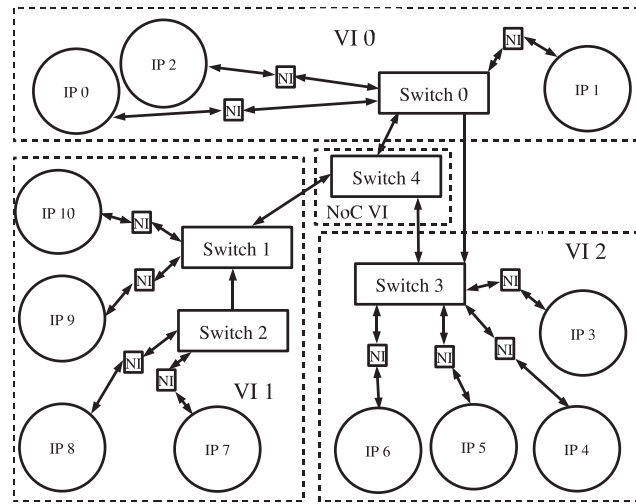 VI 0
IP 0
IP 2
NI
NI
Switch 0
NI
IP 1
Switch 4
NoC VI
IP 10
NI
Switch 1
IP 9
NI
Switch 2
NI
NI
VI 1
IP 8
IP 7
VI 2
Switch 3
NI
IP 3
NI
NI
NI
IP 6
IP 5
IP 4